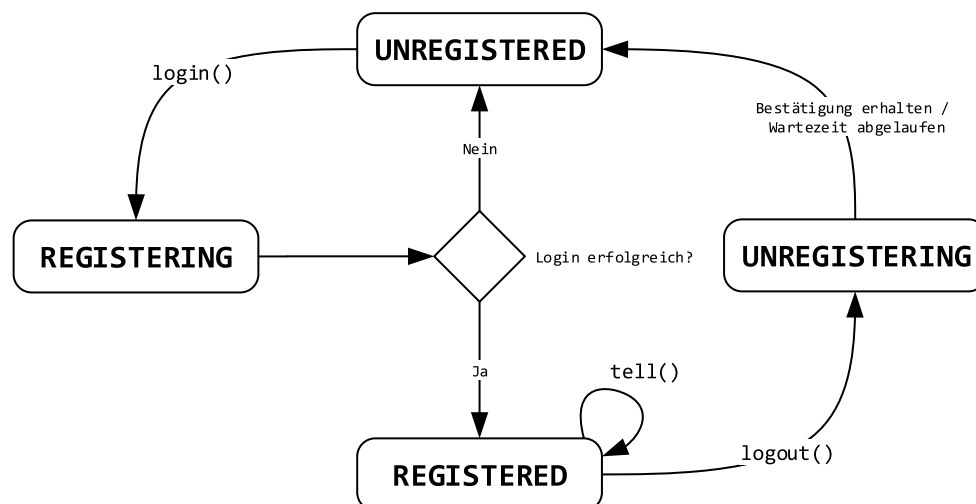 UNREGISTERED
login()
Bestätigung erhalten /
Wartezeit abgelaufen
Nein
REGISTERING
Login erfolgreich?
UNREGISTERING
Ja
tell()
logout()
REGISTERED